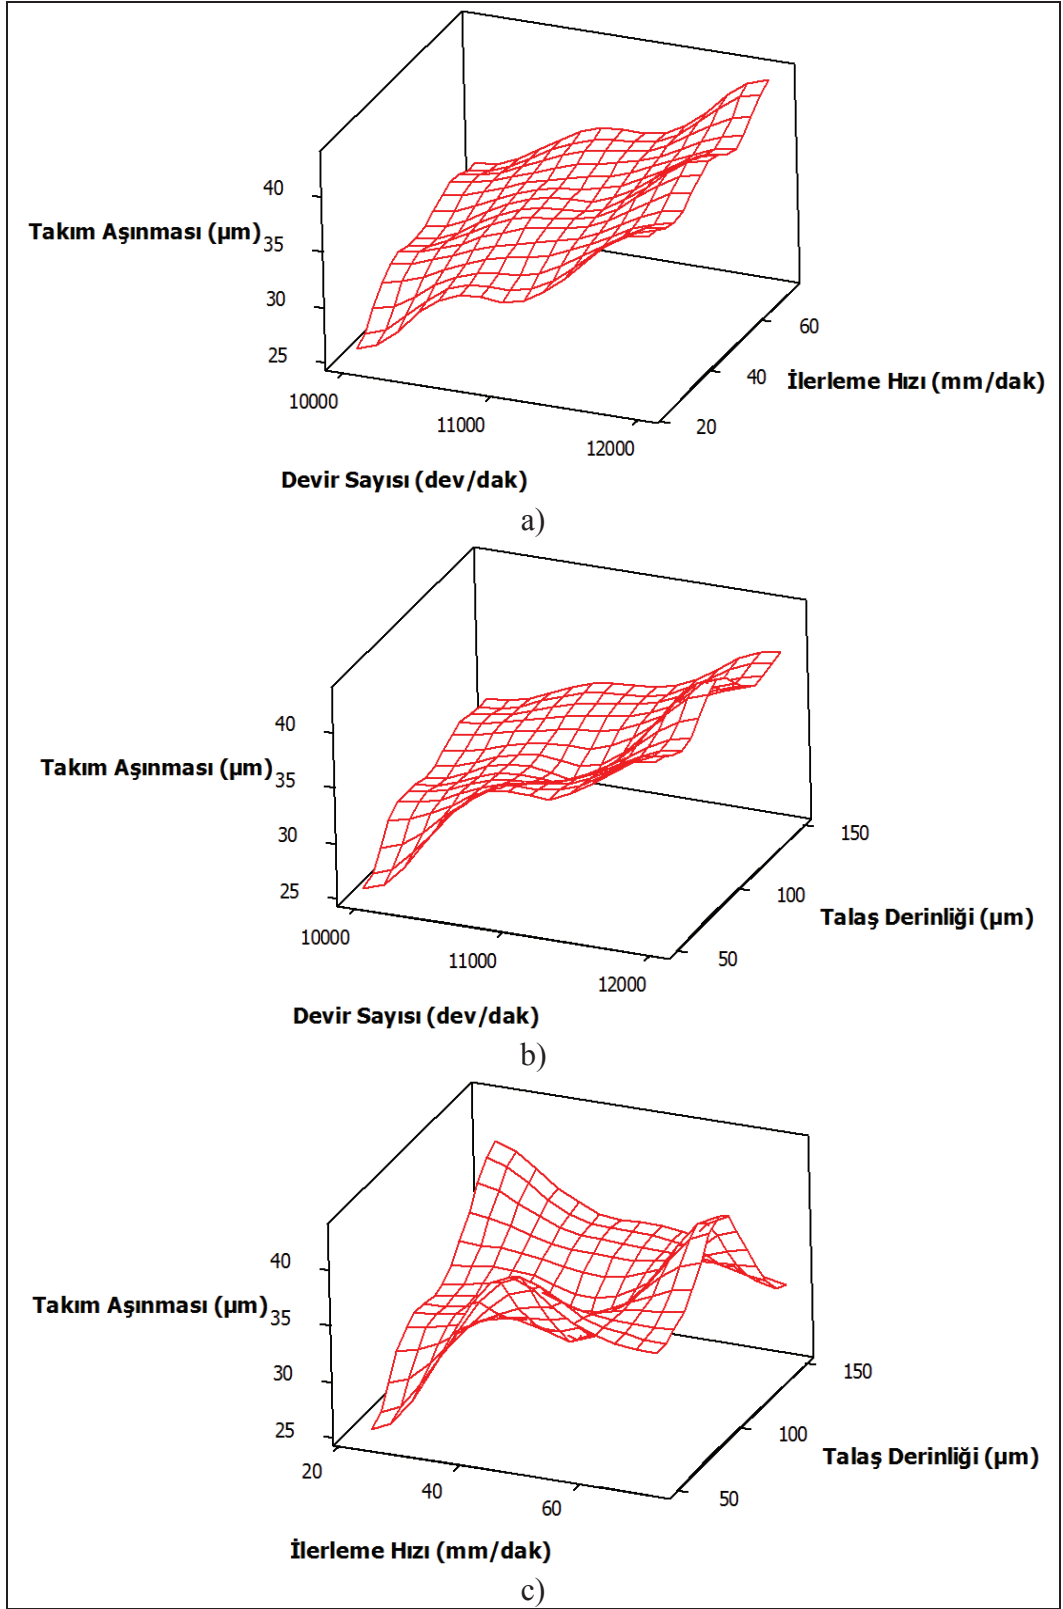 40
Takım Aşınması (µm)
35
30
25
60
40
İlerleme Hızı (mm/dak)
20
10000
11000
12000
Devir Sayısı (dev/dak)
a)
40
Takım Aşınması (µm)
35
30
25
150
100
Talaş Derinliği (µm)
50
10000
11000
12000
Devir Sayısı (dev/dak)
b)
40
Takım Aşınması (µm)
35
30
25
150
100
Talaş Derinliği (µm)
50
20
40
60
İlerleme Hızı (mm/dak)
c)